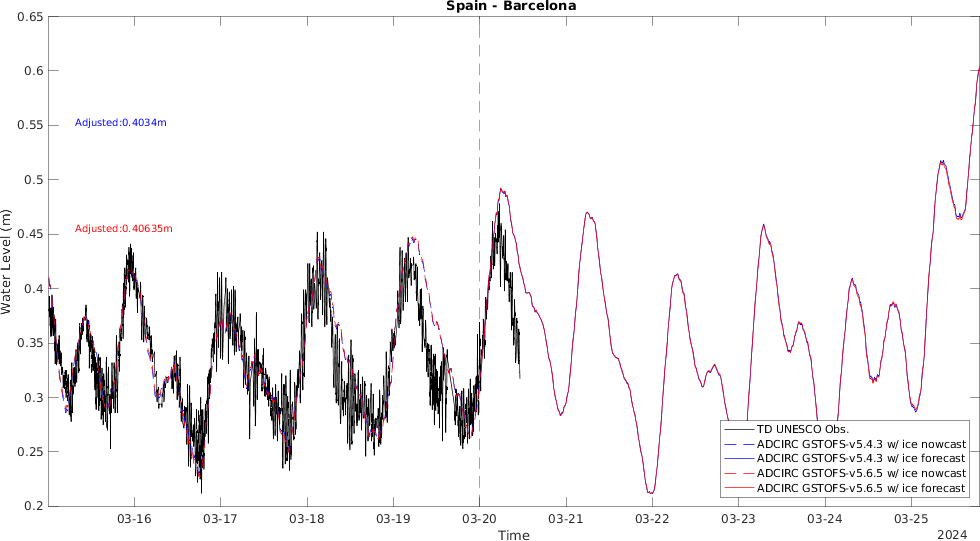 Spain - Barcelona
0.65
0.6
0.55
0.5
0.45
0.4
0.35
0.3
0.25
0.2
Water Level (m)
Adjusted:0.4034m
Adjusted:0.40635m
TD UNESCO Obs.
ADCIRC GSTOFS-v5.4.3 w/ ice nowcast
ADCIRC GSTOFS-v5.4.3 w/ ice forecast
ADCIRC GSTOFS-v5.6.5 w/ ice nowcast
ADCIRC GSTOFS-v5.6.5 w/ ice forecast
03-16 03-17 03-18 03-19 03-20 03-21 03-22 03-23 03-24 03-25
Time
2024